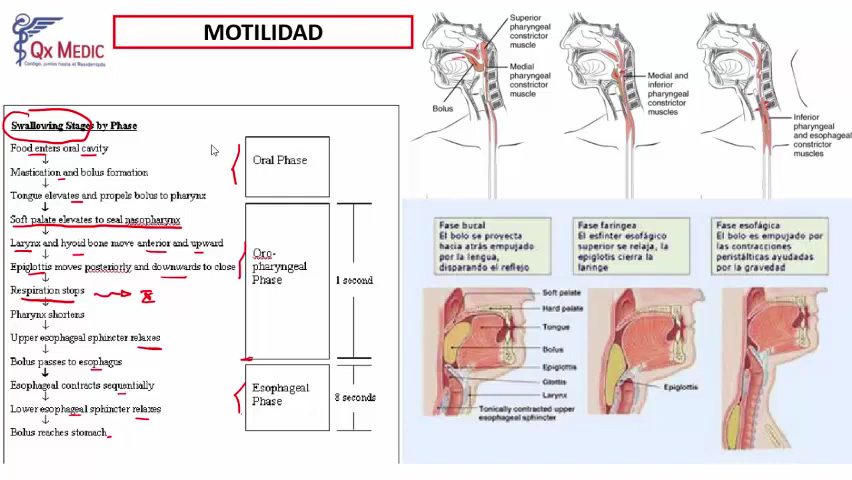 Qx MEDIC
Código, juntos hasta el Residentado
MOTILIDAD
Swallowing Stages by Phase
Food enters oral cavity
Mastication and bolus formation
Tongue elevates and propels bolus to pharynx
Soft palate elevates to seal nasopharynx
Larynx and hyoid bone move anterior and upward
Epiglottis moves posteriorly and downwards to close
Respiration stops
Pharynx shortens
Upper esophageal sphincter relaxes
Bolus passes to esophagus
Esophageal contracts sequentially
Lower esophageal sphincter relaxes
Bolus reaches stomach
Oral Phase
Oro-
pharyngeal
Phase
1 second
Esophageal
Phase
8 seconds
Superior
pharyngeal
constrictor
muscle
Medial
pharyngeal
constrictor
muscle
Bolus
Medial and
inferior
pharyngeal
constrictor
muscles
Inferior
pharyngeal
and esophageal
constrictor
muscles
Fase bucal
El bolo se proyecta
hacia atrás empujado
por la lengua,
disparando el reflejo
Fase faríngea
El esfínter esofágico
superior se relaja, la
epiglotis cierra la
laringe
Fase esofágica
El bolo es empujado por
las contracciones
peristálticas ayudadas
por la gravedad
Soft palate
Hard palate
Tongue
Bolus
Epiglottis
Glottis
Larynx
Tonically contracted upper
esophageal sphincter
Epiglottis